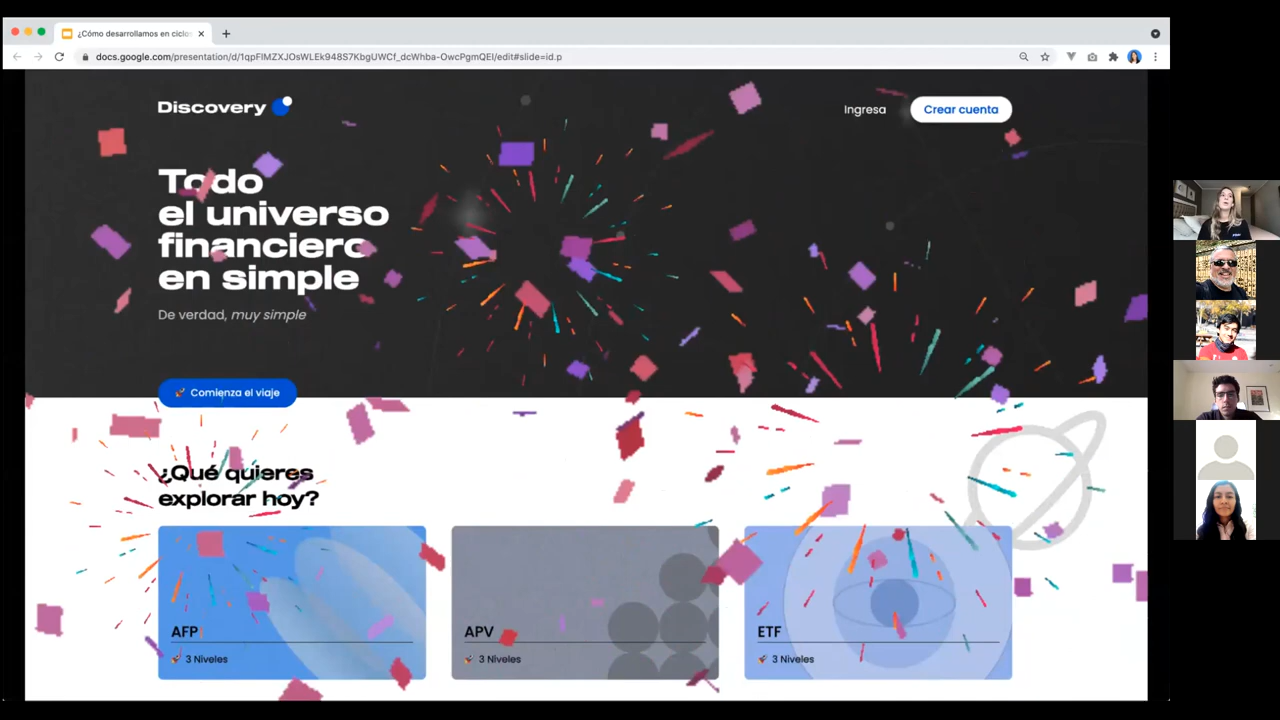 ¿Cómo desarrollamos en ciclo
docs.google.com/presentation/d/1qpFIMZXJOsWLEk948S7KbgUWCf_dcWhba-OwcPgmQEI/edit#slide=id.p
Discovery
Ingresa
Crear cuenta
Todo
el universo
financiero
en simple
De verdad, muy simple
🚀 Comienza el viaje
¿Qué quieres
explorar hoy?
AFP
🚀 3 Niveles
APV
🚀 3 Niveles
ETF
🚀 3 Niveles